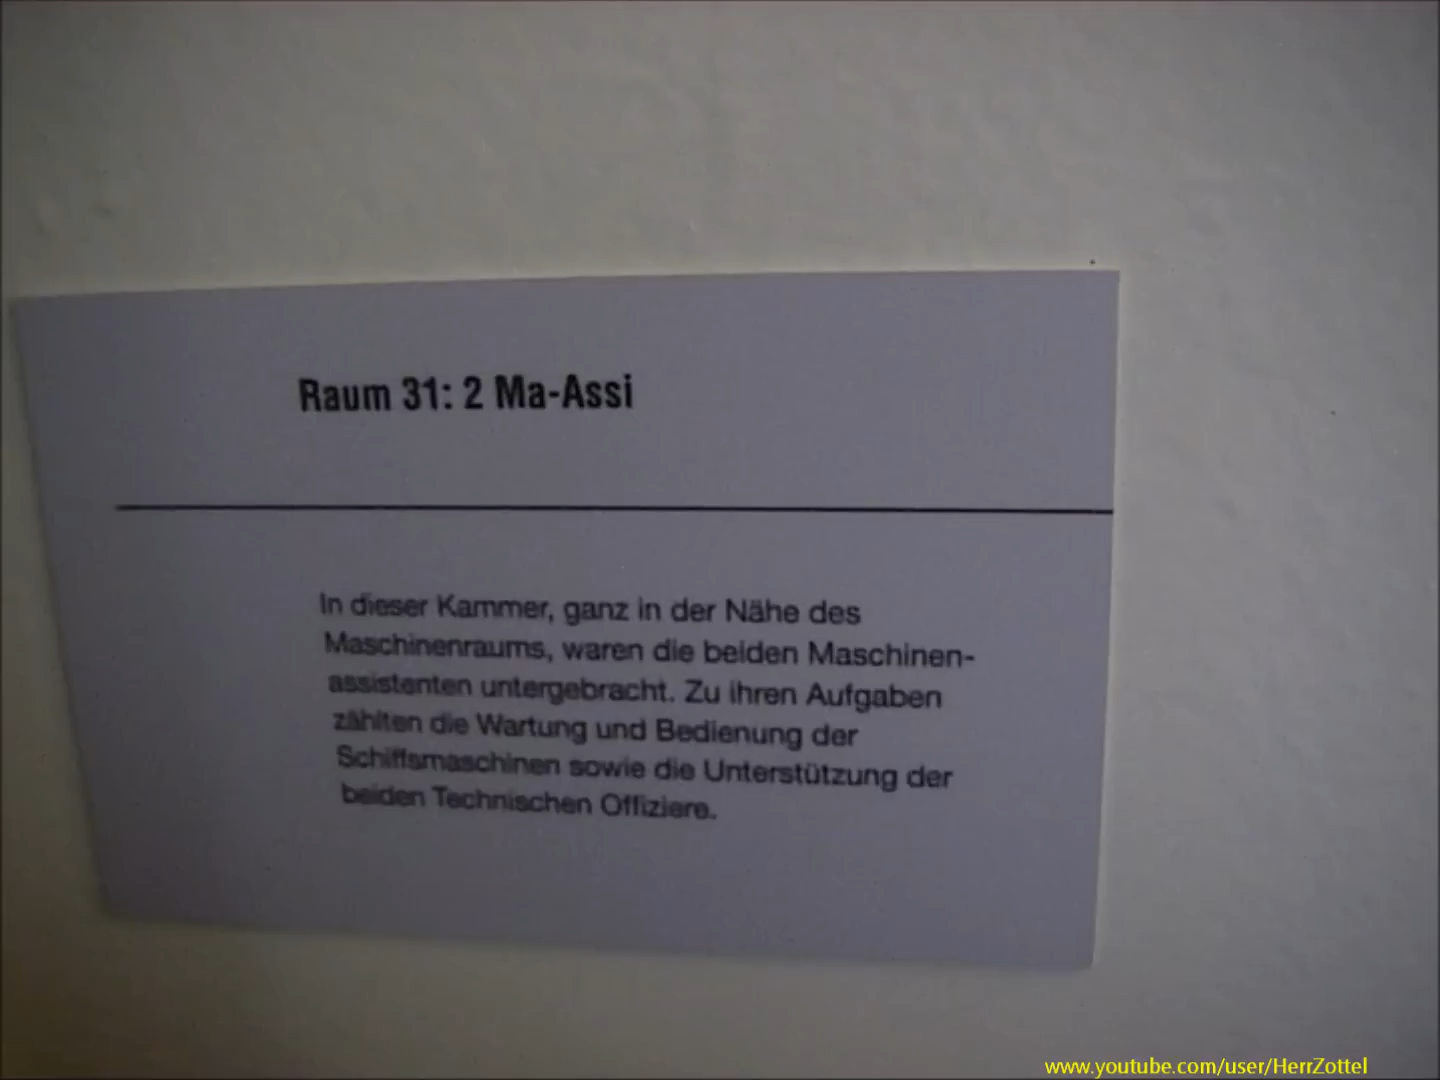 Raum 31: 2 Ma-Assi
In dieser Kammer, ganz in der Nähe des
Maschinenraums, waren die beiden Maschinen-
assistenten untergebracht. Zu ihren Aufgaben
zählten die Wartung und Bedienung der
Schiffsmaschinen sowie die Unterstützung der
beiden Technischen Offiziere.
www.youtube.com/user/HerrZottel